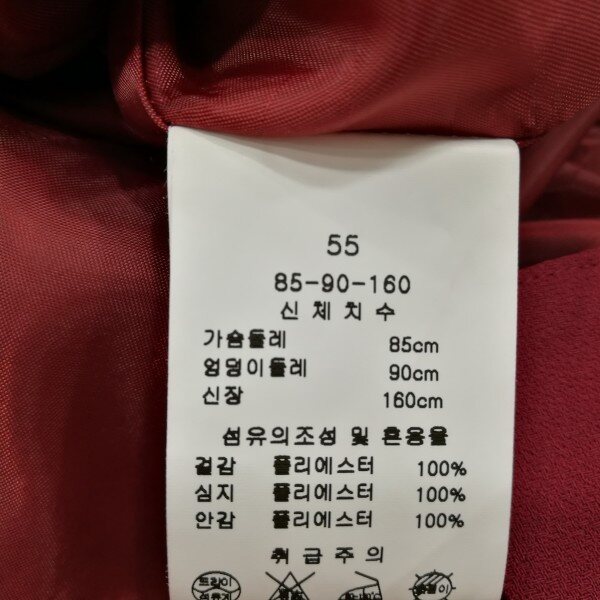 55
85-90-160
신체치수
가슴둘레 85cm
엉덩이둘레 90cm
신장 160cm
섬유의조성 및 혼용율
겉감 폴리에스터 100%
심지 폴리에스터 100%
안감 폴리에스터 100%
취급주의
드라이